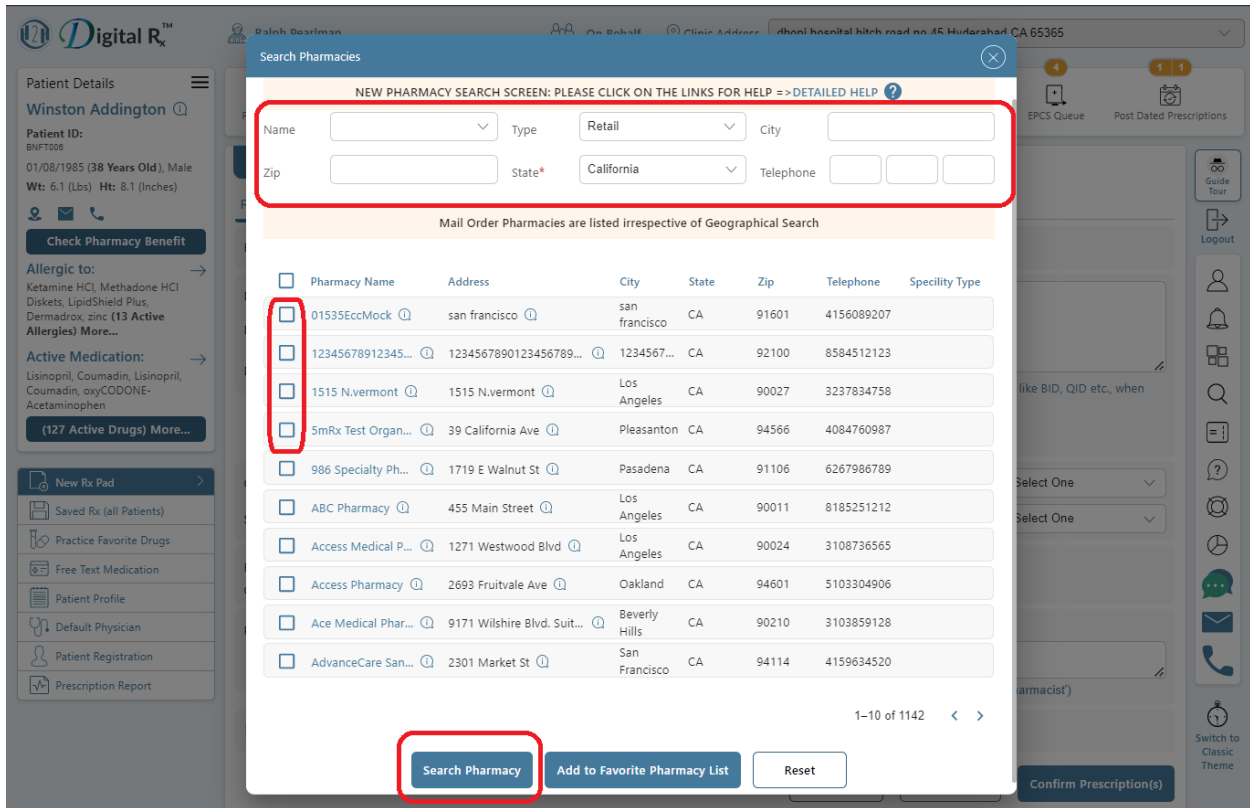 H2H Digital Rx™
Ralph Pearlman
On Behalf
Clinic Address
dhoni hospital hitch road no 45 Hyderabad CA 65365
Search Pharmacies
NEW PHARMACY SEARCH SCREEN: PLEASE CLICK ON THE LINKS FOR HELP =>DETAILED HELP ?
Name
Type Retail
City
Zip
State* California
Telephone
Mail Order Pharmacies are listed irrespective of Geographical Search
Pharmacy Name Address City State Zip Telephone Specility Type
01535EccMock san francisco san francisco CA 91601 4156089207
12345678912345... 1234567890123456789... 1234567... CA 92100 8584512123
1515 N.vermont 1515 N.vermont Los Angeles CA 90027 3237834758
5mRx Test Organ... 39 California Ave Pleasanton CA 94566 4084760987
986 Specialty Ph... 1719 E Walnut St Pasadena CA 91106 6267986789
ABC Pharmacy 455 Main Street Los Angeles CA 90011 8185251212
Access Medical P... 1271 Westwood Blvd Los Angeles CA 90024 3108736565
Access Pharmacy 2693 Fruitvale Ave Oakland CA 94601 5103304906
Ace Medical Phar... 9171 Wilshire Blvd. Suit... Beverly Hills CA 90210 3103859128
AdvanceCare San... 2301 Market St San Francisco CA 94114 4159634520
1–10 of 1142 < >
Search Pharmacy
Add to Favorite Pharmacy List
Reset
Patient Details
Winston Addington
Patient ID:
BNFT008
01/08/1985 (38 Years Old), Male
Wt: 6.1 (Lbs) Ht: 8.1 (Inches)
Check Pharmacy Benefit
Allergic to:
Ketamine HCl, Methadone HCl
Diskets, LipidShield Plus,
Dermadrox, zinc (13 Active
Allergies) More...
Active Medication:
Lisinopril, Coumadin, Lisinopril,
Coumadin, oxyCODONE-
Acetaminophen
(127 Active Drugs) More...
New Rx Pad
Saved Rx (all Patients)
Practice Favorite Drugs
Free Text Medication
Patient Profile
Default Physician
Patient Registration
Prescription Report
4
1 1
EPCS Queue
Post Dated Prescriptions
like BID, QID etc., when
Select One
Select One
armacist')
Confirm Prescription(s)
Guide
Tour
Logout
Switch to
Classic
Theme